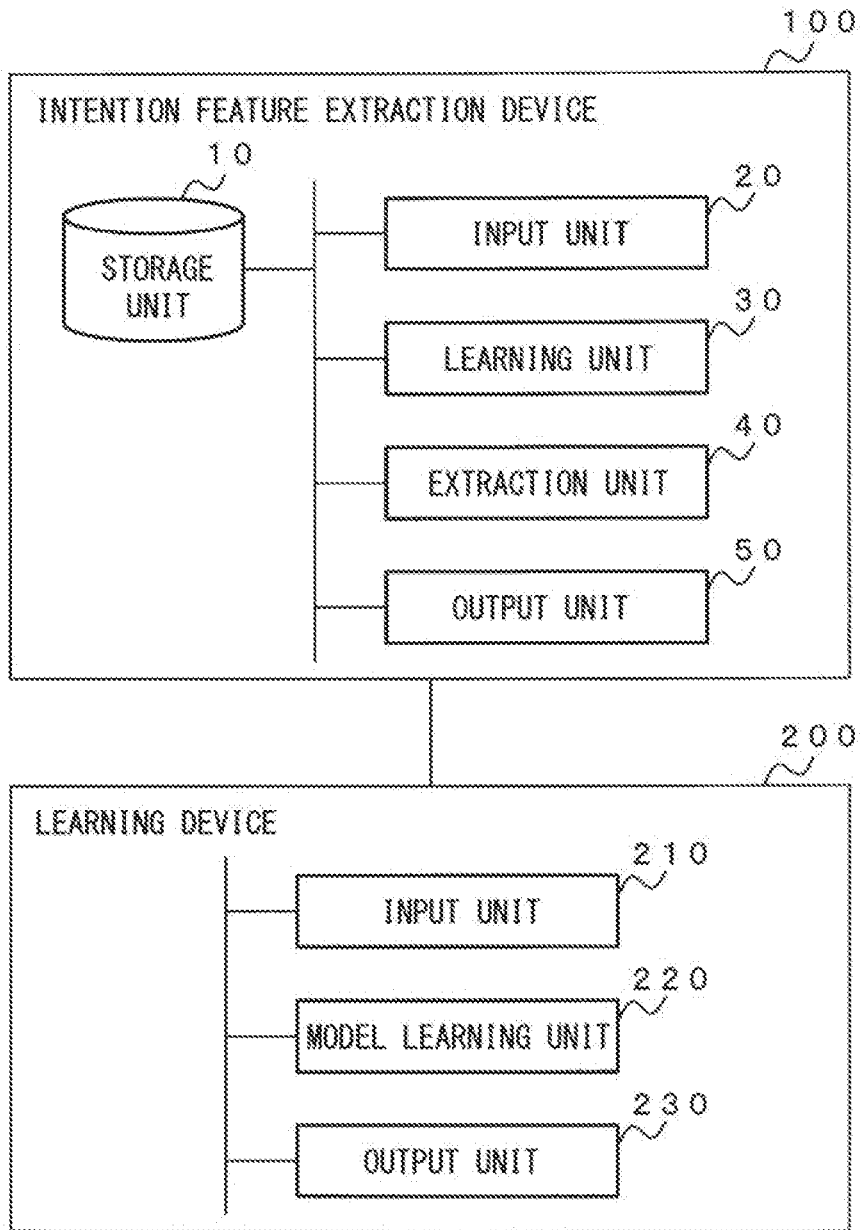 100
INTENTION FEATURE EXTRACTION DEVICE
10
STORAGE
UNIT
20
INPUT UNIT
30
LEARNING UNIT
40
EXTRACTION UNIT
50
OUTPUT UNIT
200
LEARNING DEVICE
210
INPUT UNIT
220
MODEL LEARNING UNIT
230
OUTPUT UNIT